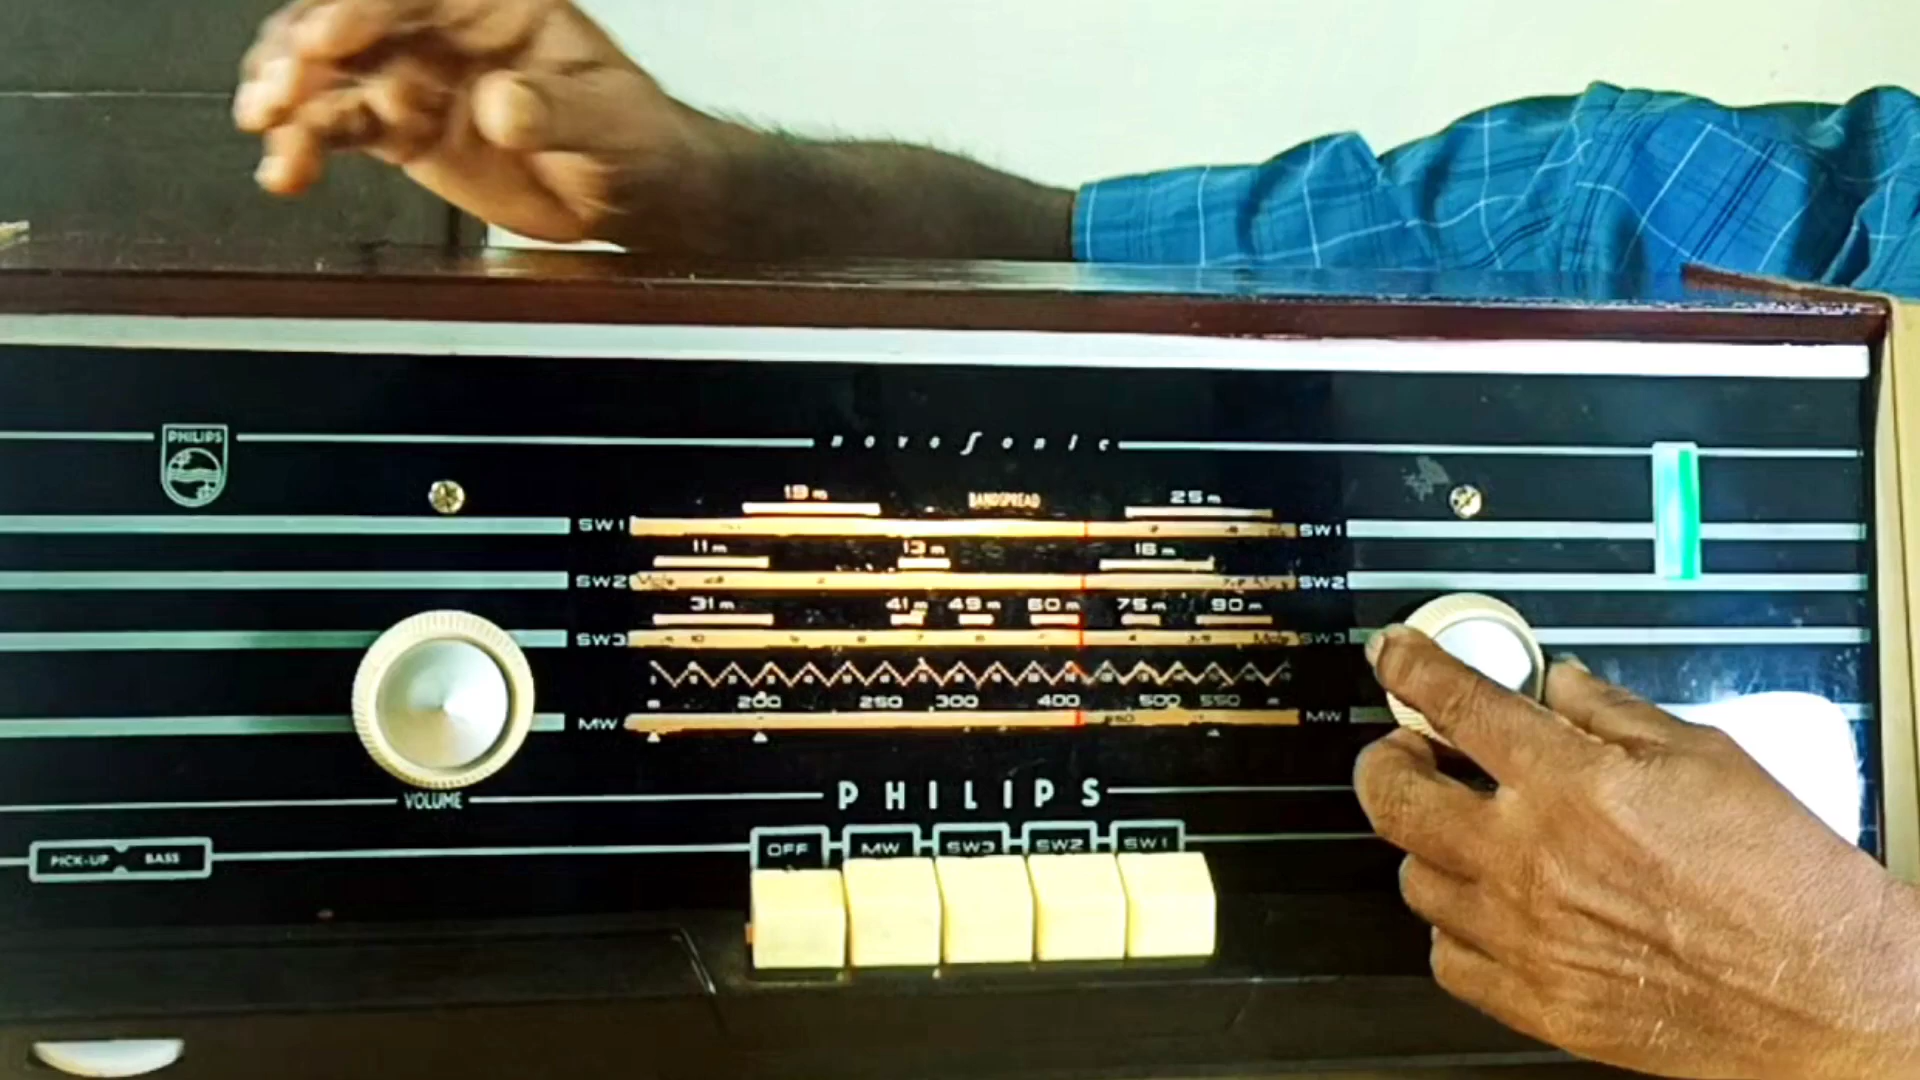 PHILIPS
novoSonic
19 m BANDSPREAD 25 m
SW1 SW1
11 m 13 m 16 m
SW2 SW2
31 m 41 m 49 m 60 m 75 m 90 m
SW3 10 7 SW3
m 200 250 300 400 500 550 m
MW MW
PHILIPS
VOLUME
OFF MW SW3 SW2 SW1
PICK-UP BASS